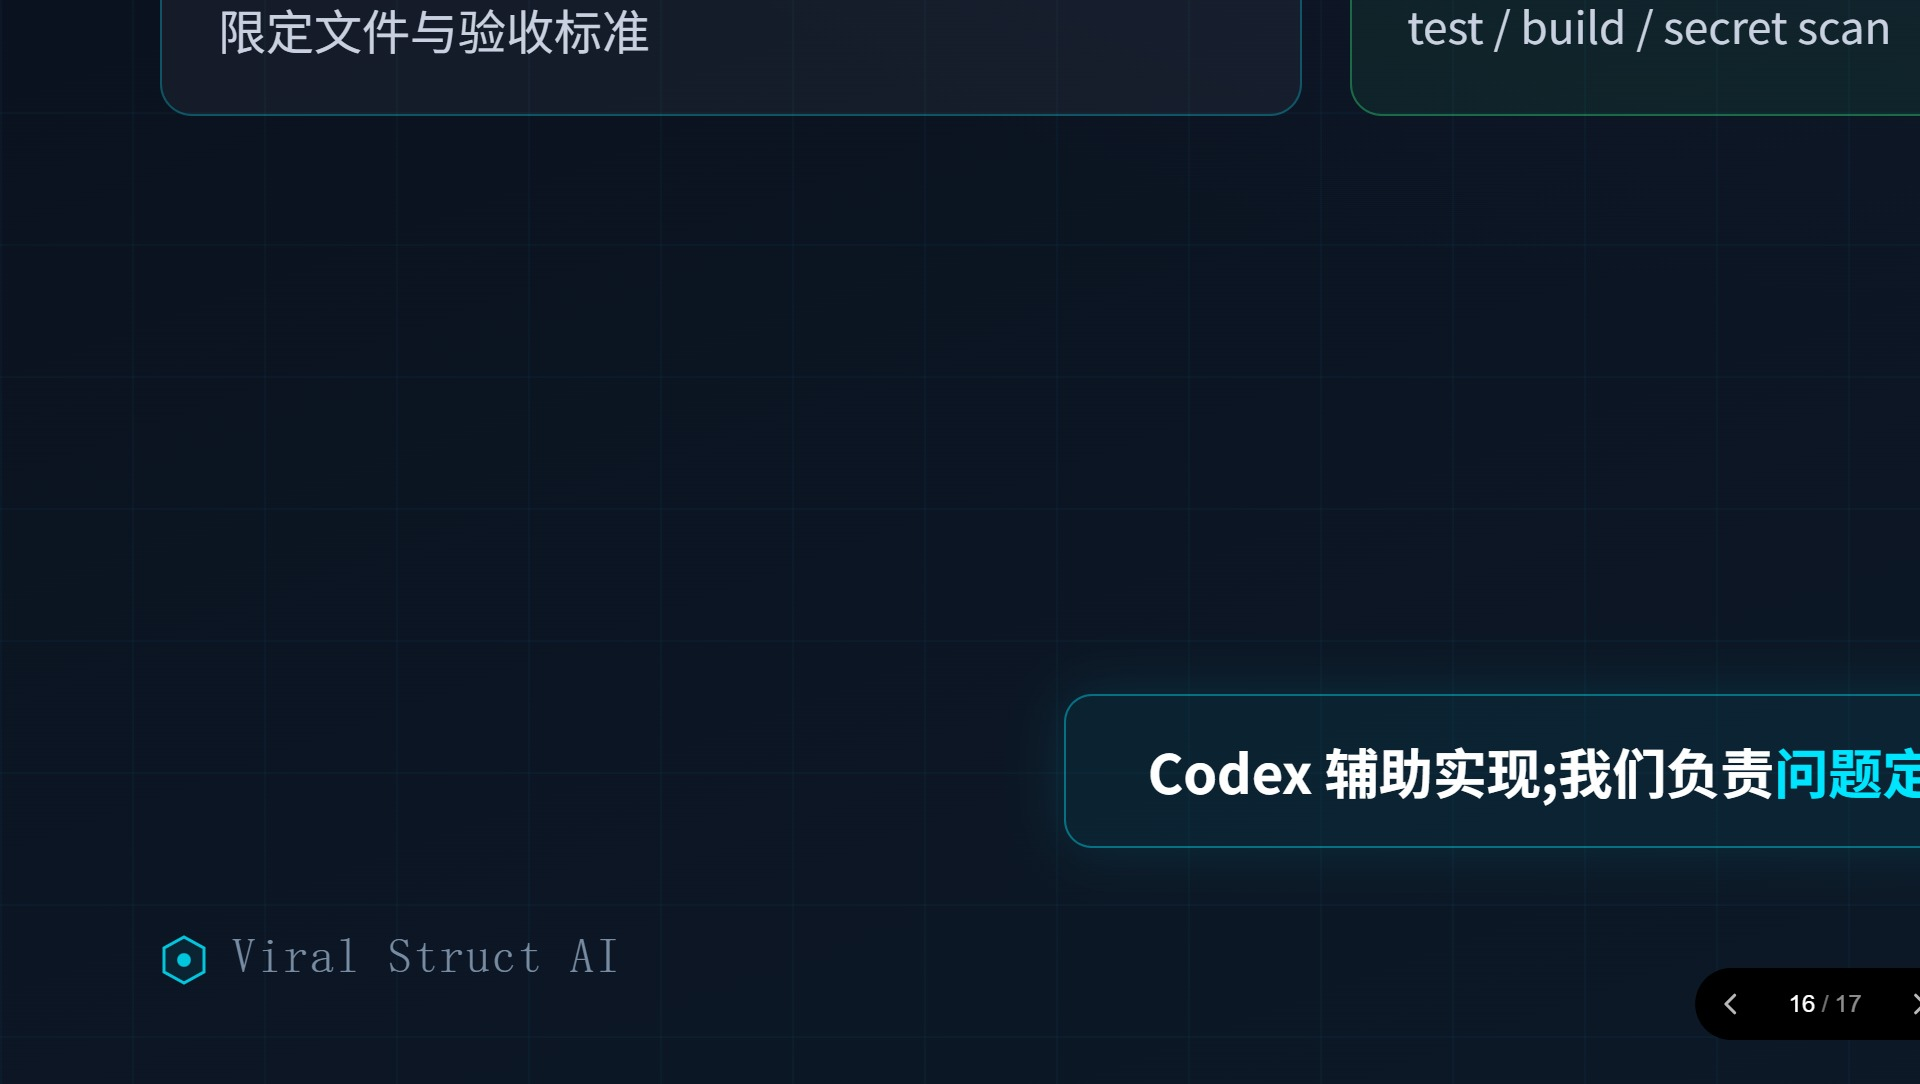 限定文件与验收标准
test / build / secret scan
Codex 辅助实现;我们负责问题定
Viral Struct AI
16 / 17